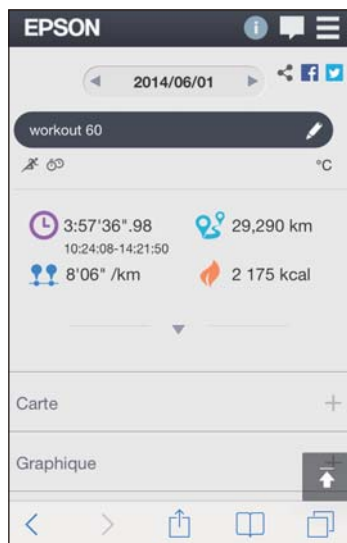 EPSON
2014/06/01
workout 60
°C
3:57'36".98
10:24:08-14:21:50
29,290 km
8'06" /km
2 175 kcal
Carte
Graphique